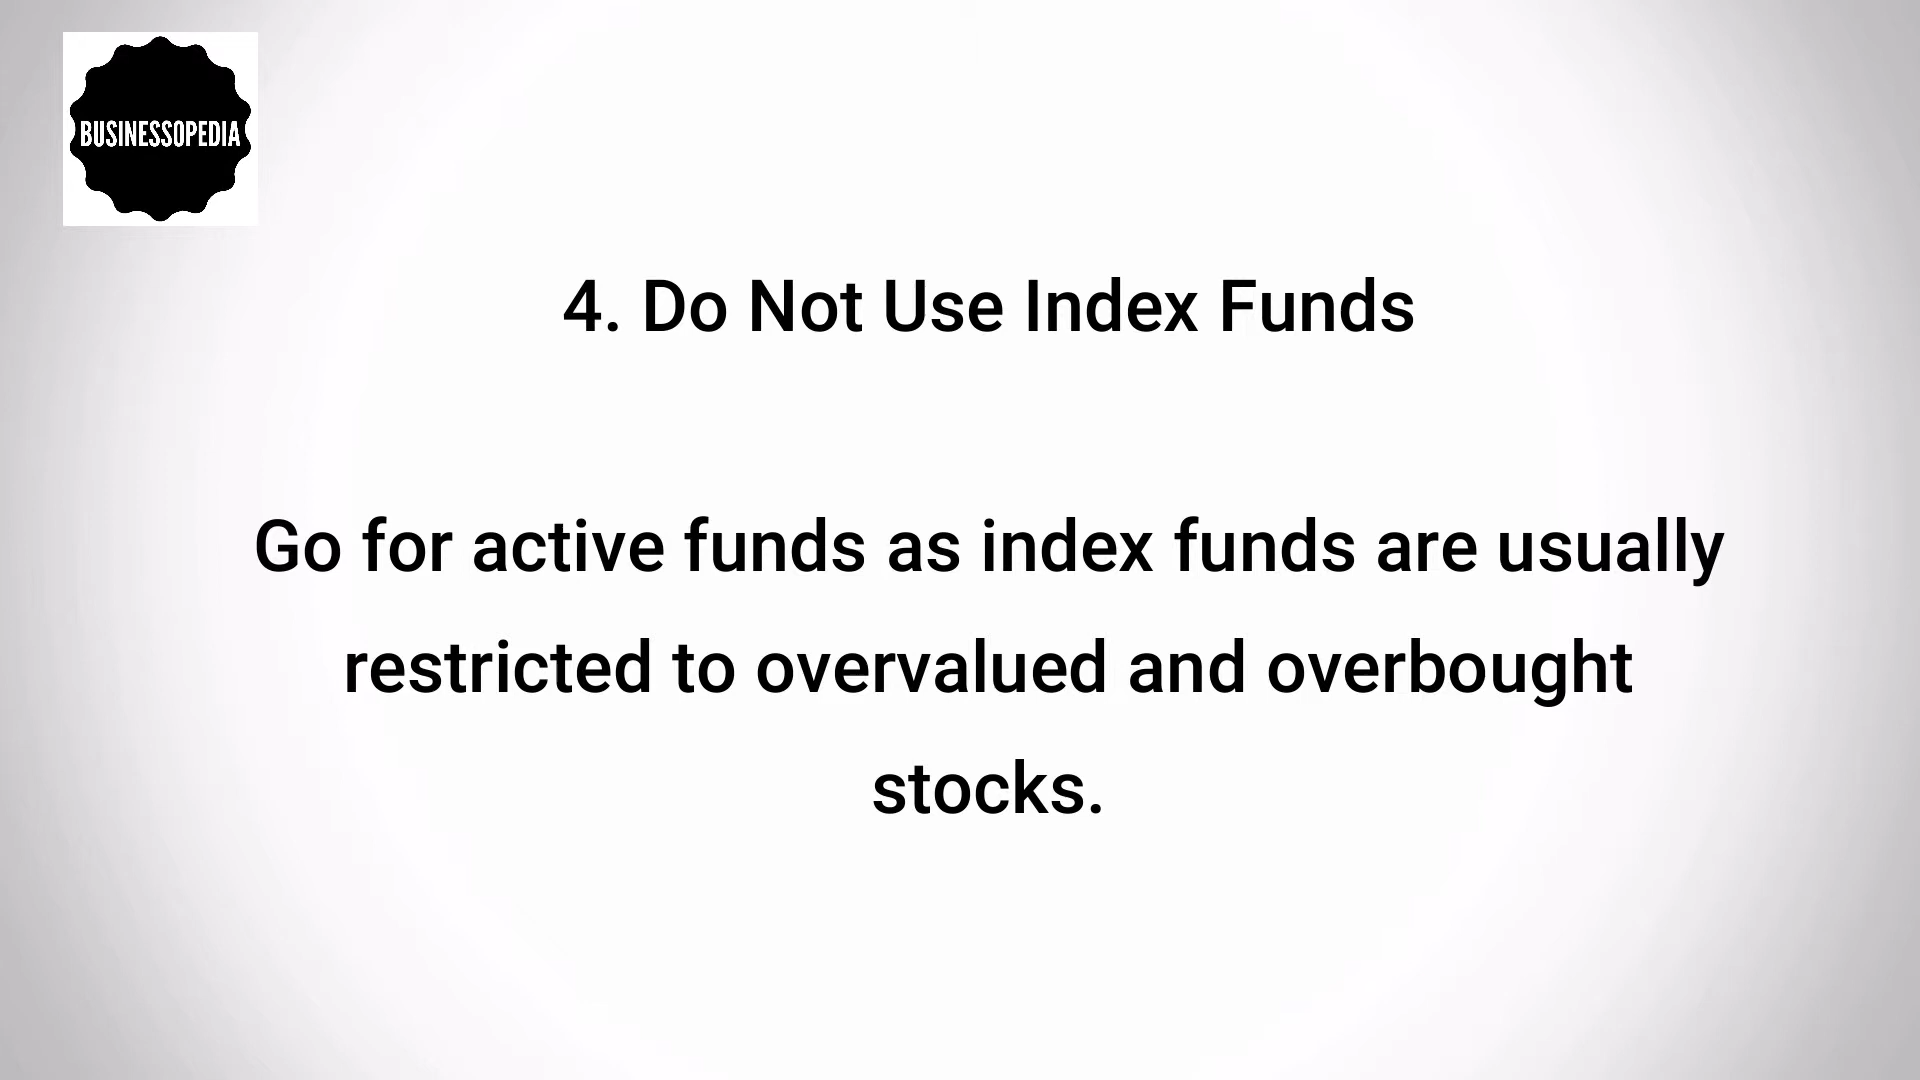 BUSINESSOPEDIA
4. Do Not Use Index Funds
Go for active funds as index funds are usually
restricted to overvalued and overbought
stocks.